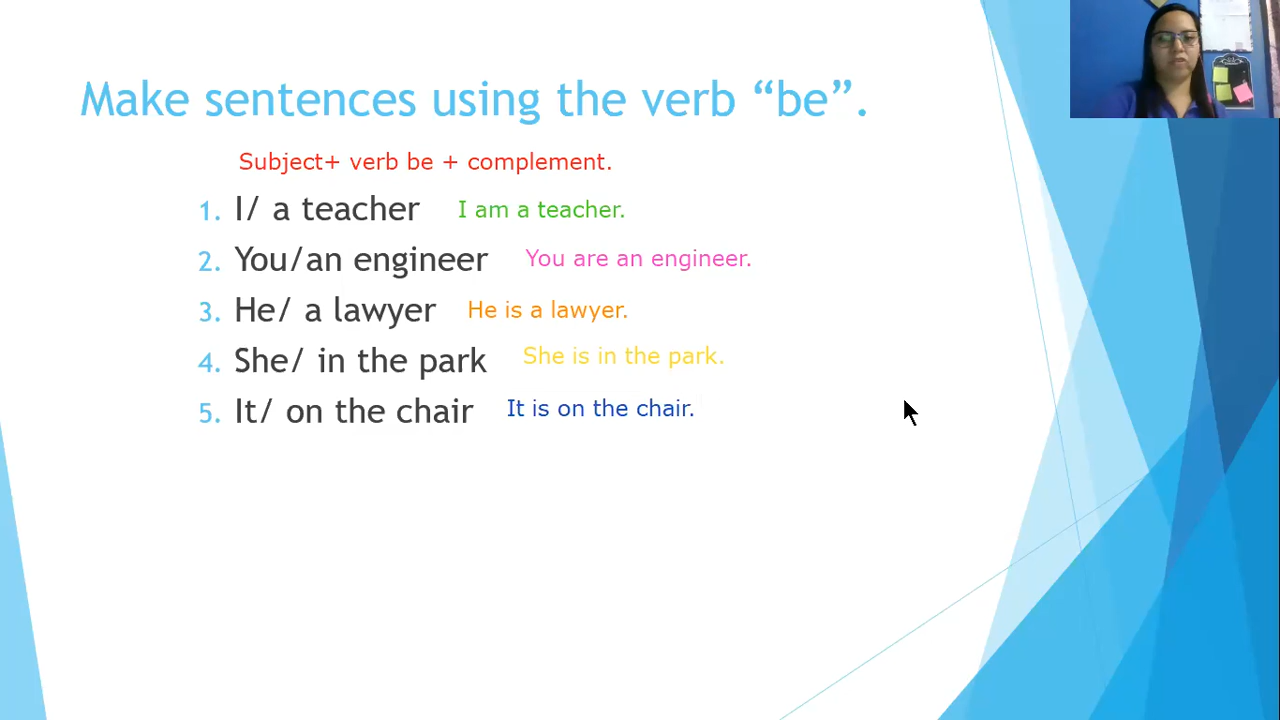 Make sentences using the verb “be”.
Subject+ verb be + complement.
1. I/ a teacher I am a teacher.
2. You/an engineer You are an engineer.
3. He/ a lawyer He is a lawyer.
4. She/ in the park She is in the park.
5. It/ on the chair It is on the chair.